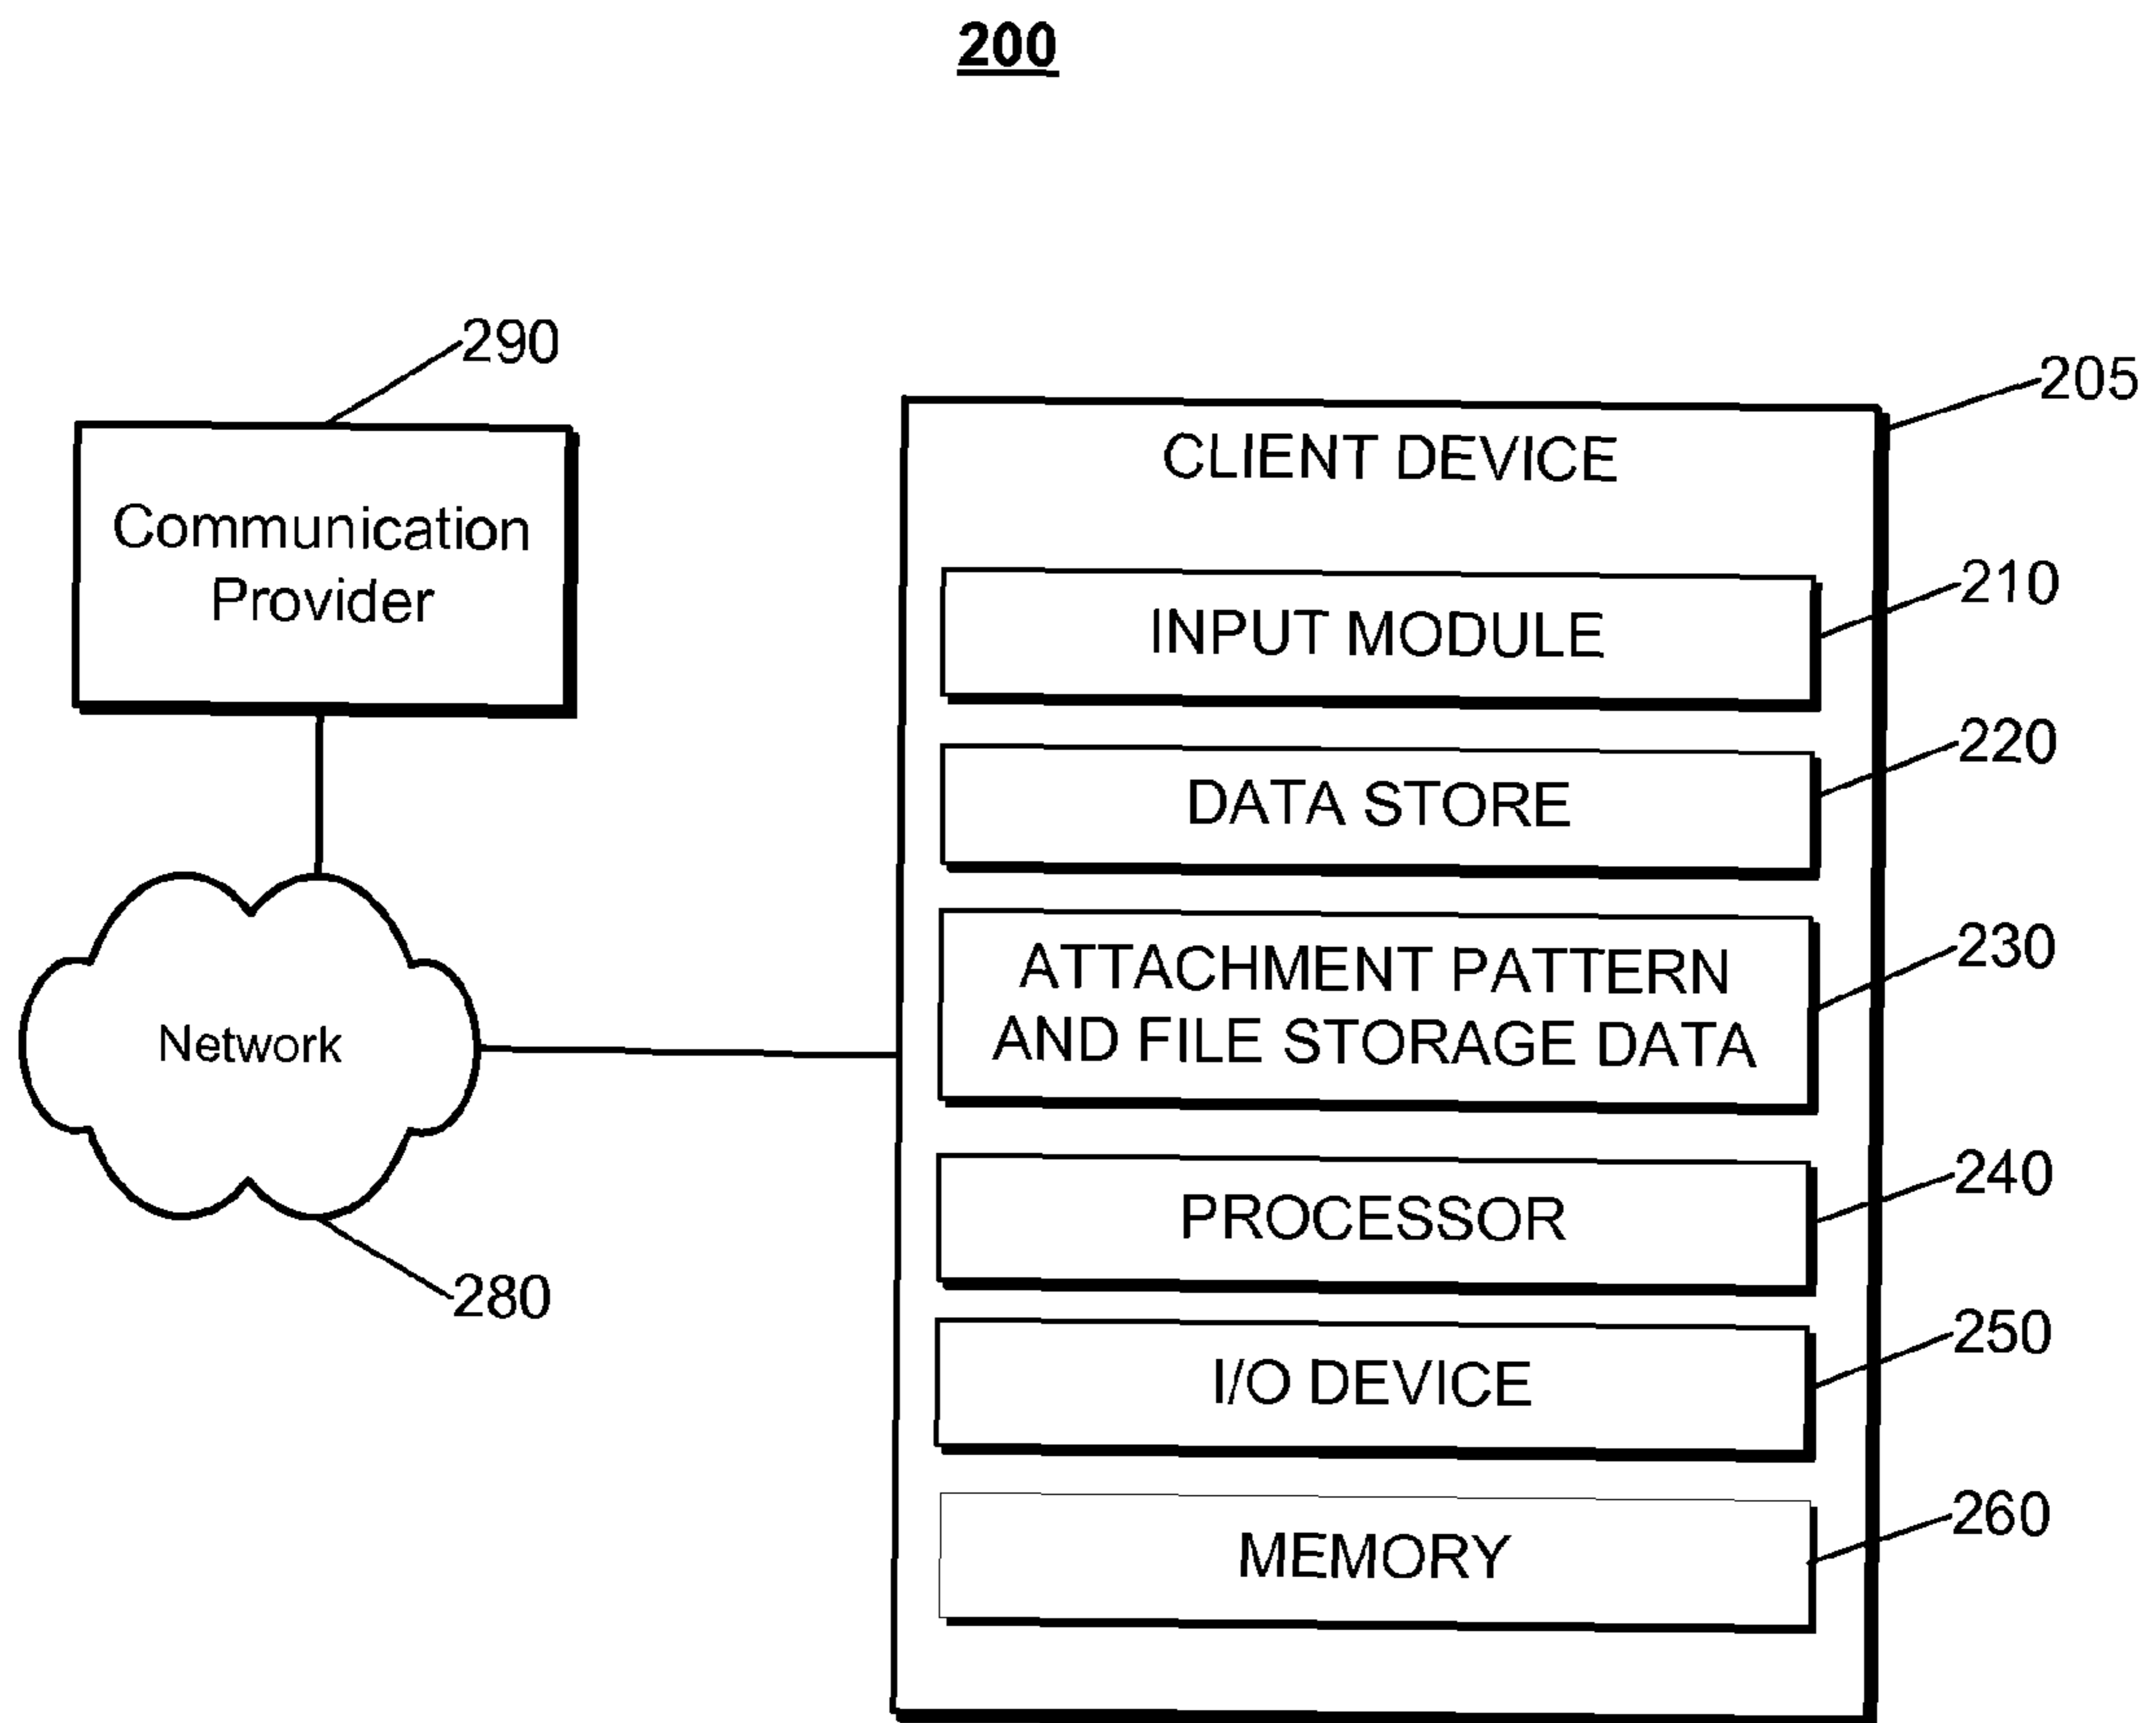 200
290
Communication
Provider
Network
280
205
CLIENT DEVICE
INPUT MODULE
210
DATA STORE
220
ATTACHMENT PATTERN
AND FILE STORAGE DATA
230
PROCESSOR
240
I/O DEVICE
250
MEMORY
260